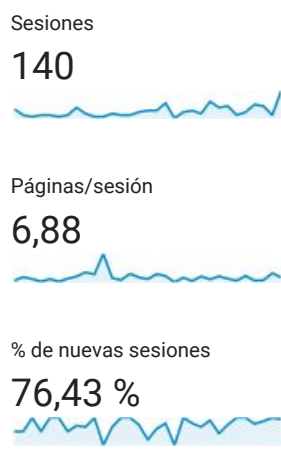 Sesiones
140
Páginas/sesión
6,88
% de nuevas sesiones
76,43 %